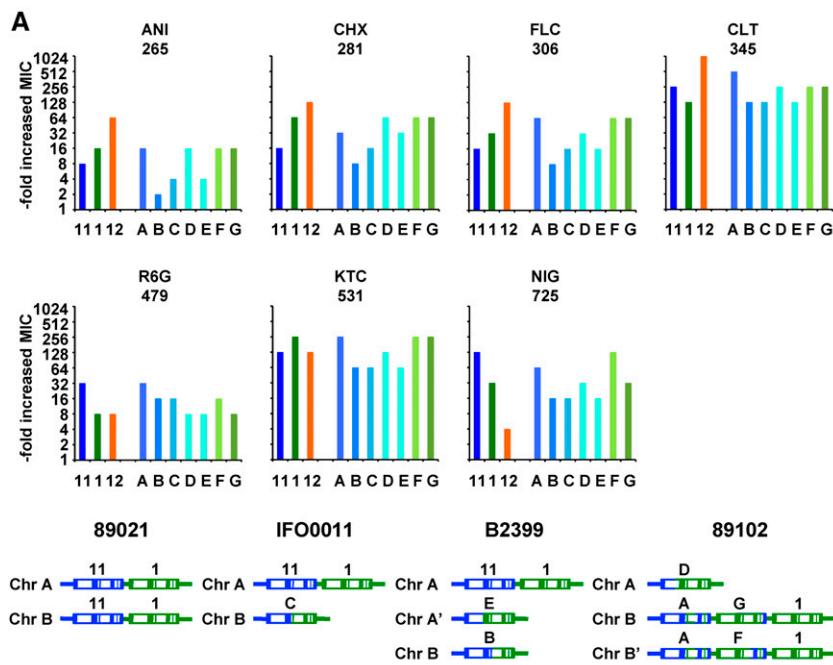 A
ANI CHX FLC CLT
265 281 306 345
-fold increased MIC
1024
512
256
128
64
32
16
8
4
2
1
11 1 12 A B C D E F G
11 1 12 A B C D E F G
11 1 12 A B C D E F G
11 1 12 A B C D E F G
R6G KTC NIG
479 531 725
-fold increased MIC
1024
512
256
128
64
32
16
8
4
2
1
11 1 12 A B C D E F G
11 1 12 A B C D E F G
11 1 12 A B C D E F G
89021 IFO0011 B2399 89102
11 1 11 1 11 1 D
Chr A Chr A Chr A Chr A
11 1 C E A G 1
Chr B Chr B Chr A' Chr B
B A F 1
Chr B Chr B'